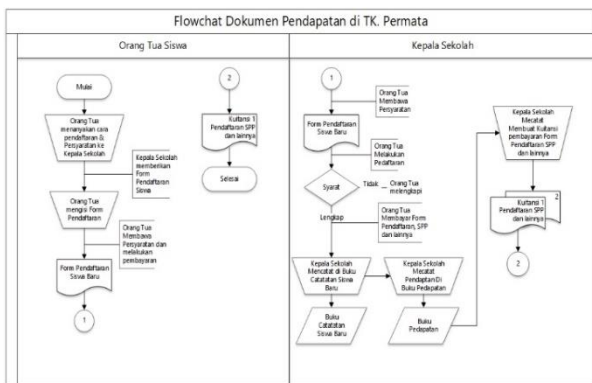 Flowchat Dokumen Pendapatan di TK. Permata
Orang Tua Siswa
Kepala Sekolah
Mulai
Orang Tua
menanyakan cara
pendaftaran &
Persyaratan ke
Kepala Sekolah
Kepala Sekolah
memberikan
Form
Pendaftaran
Siswa
Orang Tua
mengisi Form
Pendaftaran
Orang Tua
Membawa
Persyaratan dan
melakukan
pembayaran
Form Pendaftaran
Siswa Baru
1
2
Kuitansi 1
Pendaftaran SPP
dan lainnya
Selesai
1
Orang Tua
Membawa
Persyaratan
Form Pendaftaran
Siswa Baru
Orang Tua
Melakukan
Pedaftaran
Syarat
Tidak
Orang Tua
melengkapi
Lengkap
Orang Tua
Membayar Form
Pendaftaran, SPP
dan lainnya
Kepala Sekolah
Mencatat di Buku
Catatatan Siswa
Baru
Kepala Sekolah
Mecatat
Pendaptan Di
Buku Pedapatan
Buku
Catatatan
Siswa Baru
Buku
Pedapatan
Kepala Sekolah
Mecatat
Membuat Kuitansi
pembayaran Form
Pendaftaran SPP
dan lainnya
2
Kuitansi 1
Pendaftaran SPP
dan lainnya
2